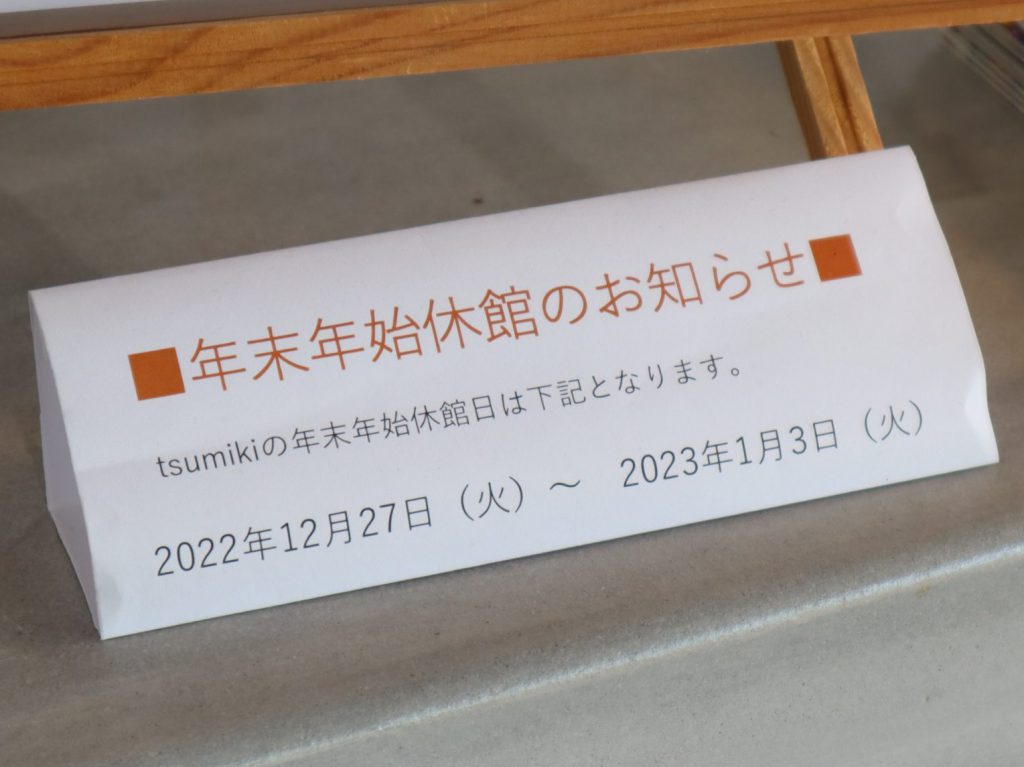 ■年末年始休館のお知らせ■
tsumikiの年末年始休館日は下記となります。
2022年12月27日（火）～　2023年1月3日（火）